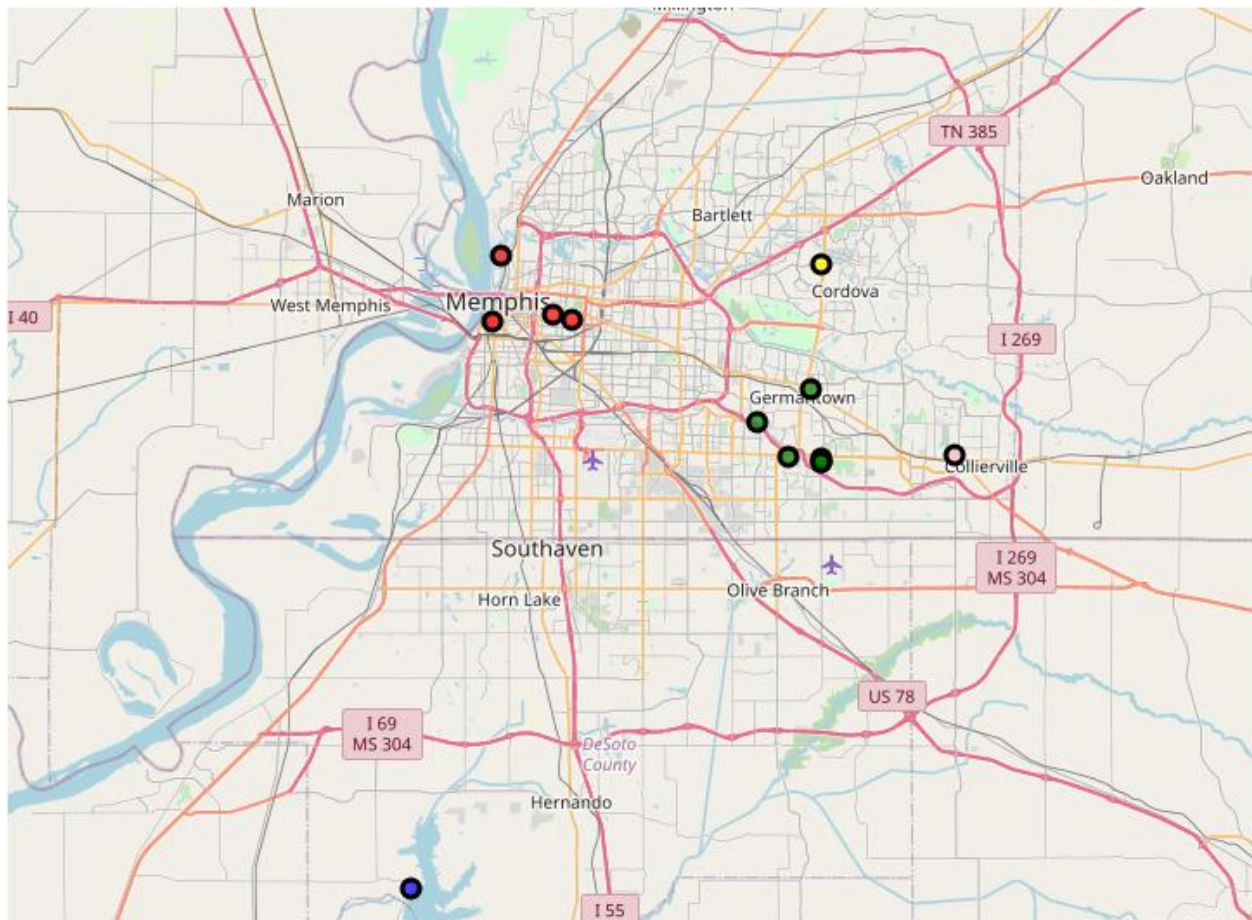 Millington
TN 385
Oakland
Marion
Bartlett
Cordova
West Memphis
Memphis
I 40
I 269
Germantown
Collierville
Southaven
I 269
MS 304
Olive Branch
Horn Lake
US 78
I 69
MS 304
DeSoto
County
Hernando
I 55